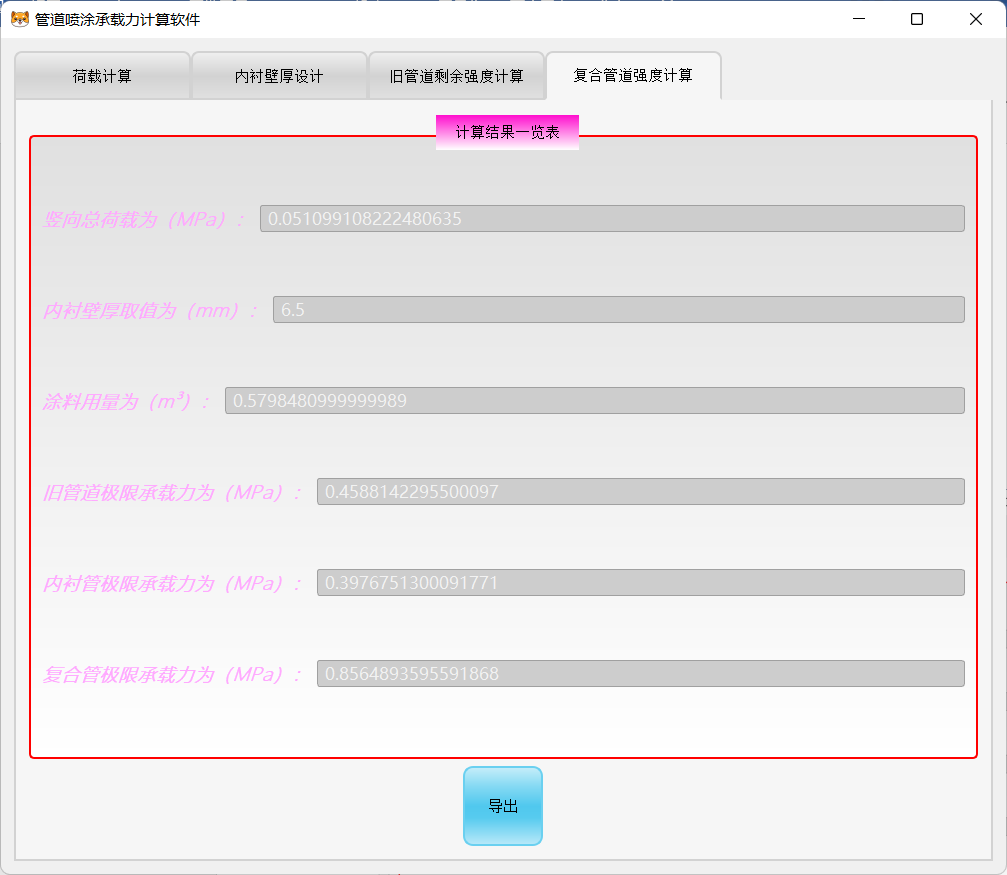 管道喷涂承载力计算软件
荷载计算 内衬壁厚设计 旧管道剩余强度计算 复合管道强度计算
计算结果一览表
竖向总荷载为（MPa）： 0.051099108222480635
内衬壁厚取值为（mm）： 6.5
涂料用量为（m³）： 0.5798480999999989
旧管道极限承载力为（MPa）： 0.4588142295500097
内衬管极限承载力为（MPa）： 0.3976751300091771
复合管极限承载力为（MPa）： 0.8564893595591868
导出